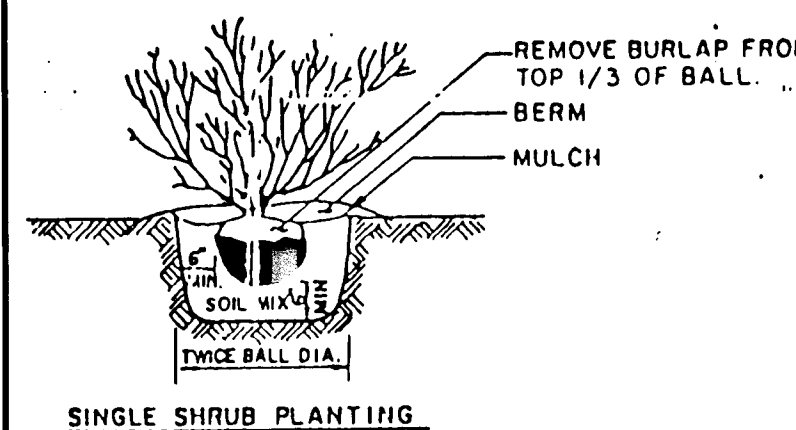 REMOVE BURLAP FRO
TOP 1/3 OF BALL.
BERM
MULCH
6"
MIN.
SOIL MIX
MIN
TWICE BALL DIA.
SINGLE SHRUB PLANTING